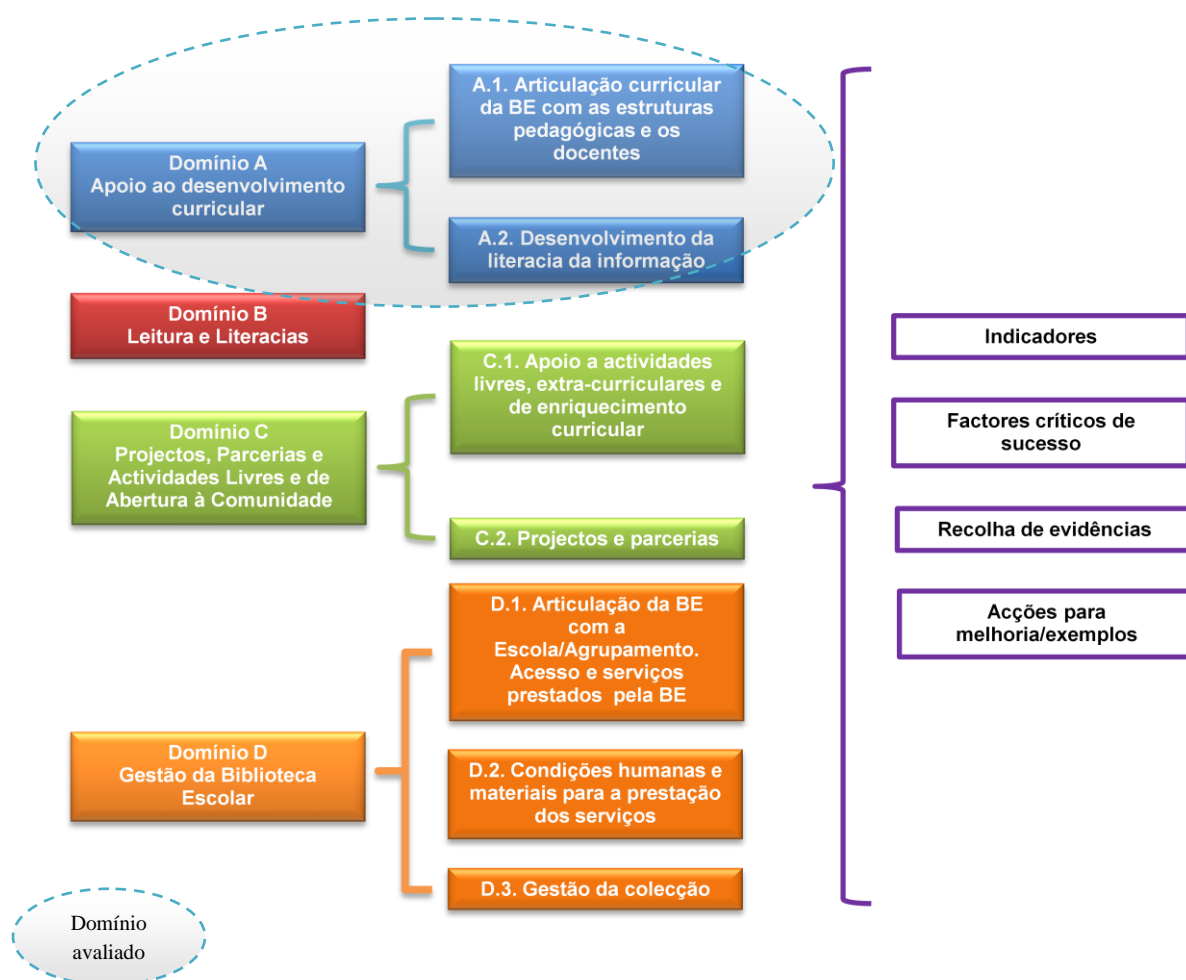 A.1. Articulação curricular
da BE com as estruturas
pedagógicas e os
docentes
Domínio A
Apoio ao desenvolvimento
curricular
A.2. Desenvolvimento da
literacia da informação
Domínio B
Leitura e Literacias
C.1. Apoio a actividades
livres, extra-curriculares e
de enriquecimento
curricular
Domínio C
Projectos, Parcerias e
Actividades Livres e de
Abertura à Comunidade
C.2. Projectos e parcerias
D.1. Articulação da BE
com a
Escola/Agrupamento.
Acesso e serviços
prestados pela BE
Domínio D
Gestão da Biblioteca
Escolar
D.2. Condições humanas e
materiais para a prestação
dos serviços
D.3. Gestão da colecção
Indicadores
Factores críticos de
sucesso
Recolha de evidências
Acções para
melhoria/exemplos
Domínio
avaliado